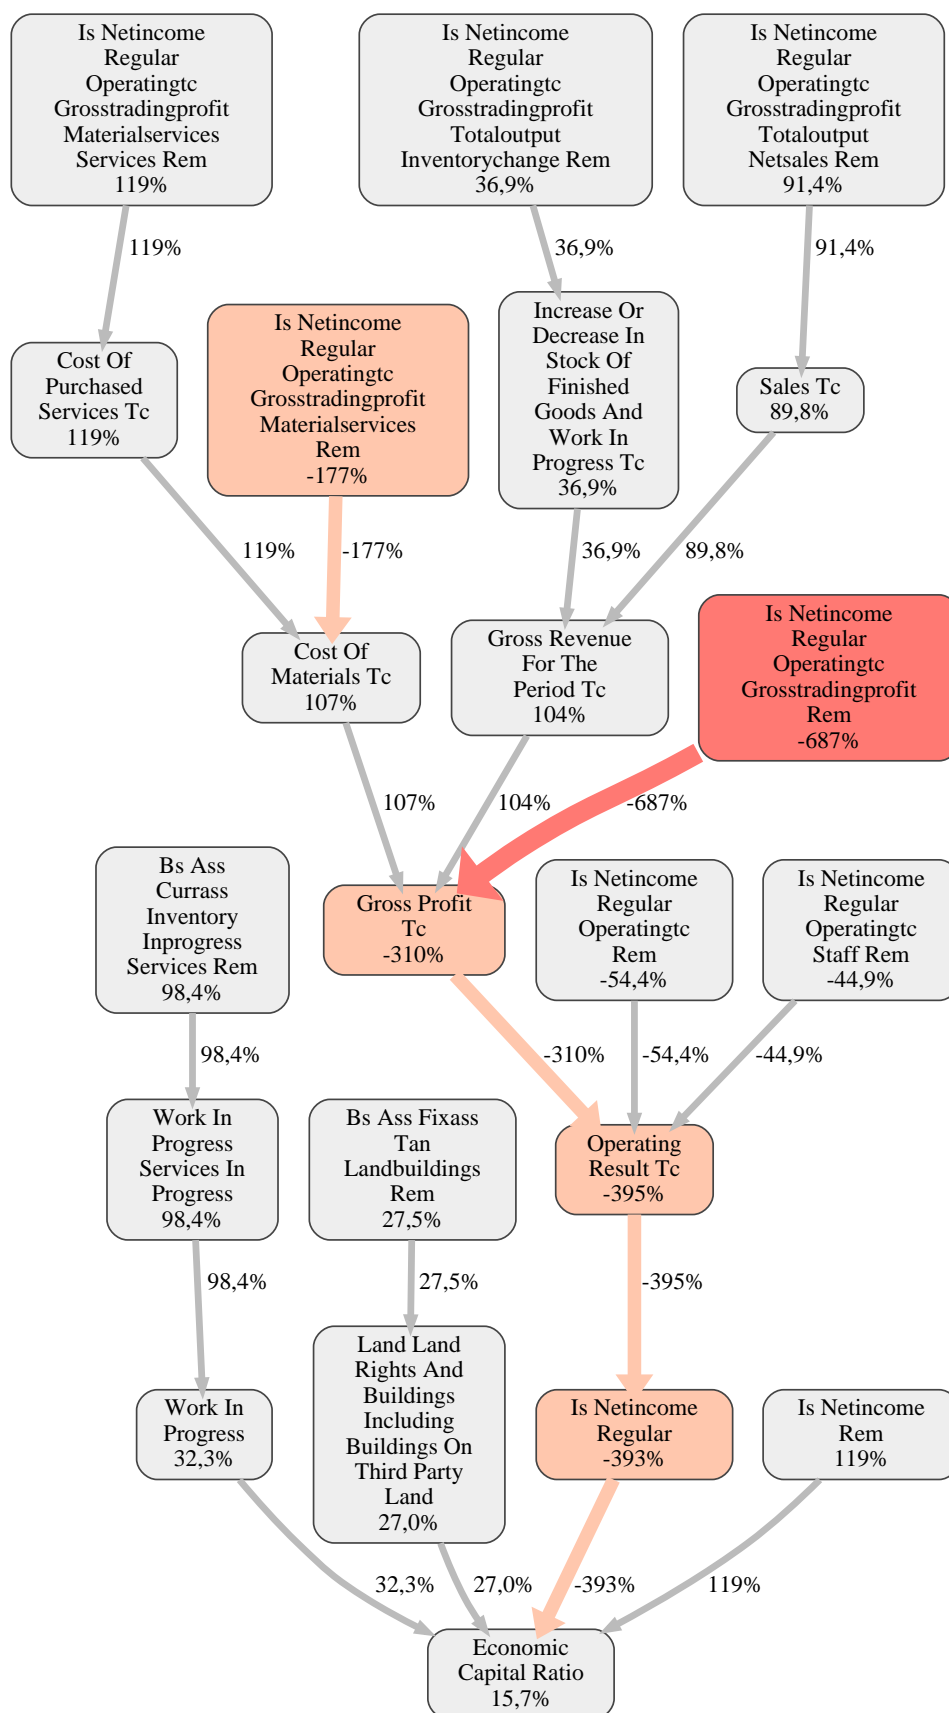 Is Netincome
Regular
Operatingtc
Grosstradingprofit
Materialservices
Services Rem
119%
Is Netincome
Regular
Operatingtc
Grosstradingprofit
Totaloutput
Inventorychange Rem
36,9%
Is Netincome
Regular
Operatingtc
Grosstradingprofit
Totaloutput
Netsales Rem
91,4%
119%
36,9%
91,4%
Cost Of
Purchased
Services Tc
119%
Is Netincome
Regular
Operatingtc
Grosstradingprofit
Materialservices
Rem
-177%
Increase Or
Decrease In
Stock Of
Finished
Goods And
Work In
Progress Tc
36,9%
Sales Tc
89,8%
119%
-177%
36,9%
89,8%
Cost Of
Materials Tc
107%
Gross Revenue
For The
Period Tc
104%
Is Netincome
Regular
Operatingtc
Grosstradingprofit
Rem
-687%
107%
104%
-687%
Bs Ass
Currass
Inventory
Inprogress
Services Rem
98,4%
Gross Profit
Tc
-310%
Is Netincome
Regular
Operatingtc
Rem
-54,4%
Is Netincome
Regular
Operatingtc
Staff Rem
-44,9%
98,4%
-310%
-54,4%
-44,9%
Work In
Progress
Services In
Progress
98,4%
Bs Ass Fixass
Tan
Landbuildings
Rem
27,5%
Operating
Result Tc
-395%
98,4%
27,5%
-395%
Work In
Progress
32,3%
Land Land
Rights And
Buildings
Including
Buildings On
Third Party
Land
27,0%
Is Netincome
Regular
-393%
Is Netincome
Rem
119%
32,3%
27,0%
-393%
119%
Economic
Capital Ratio
15,7%